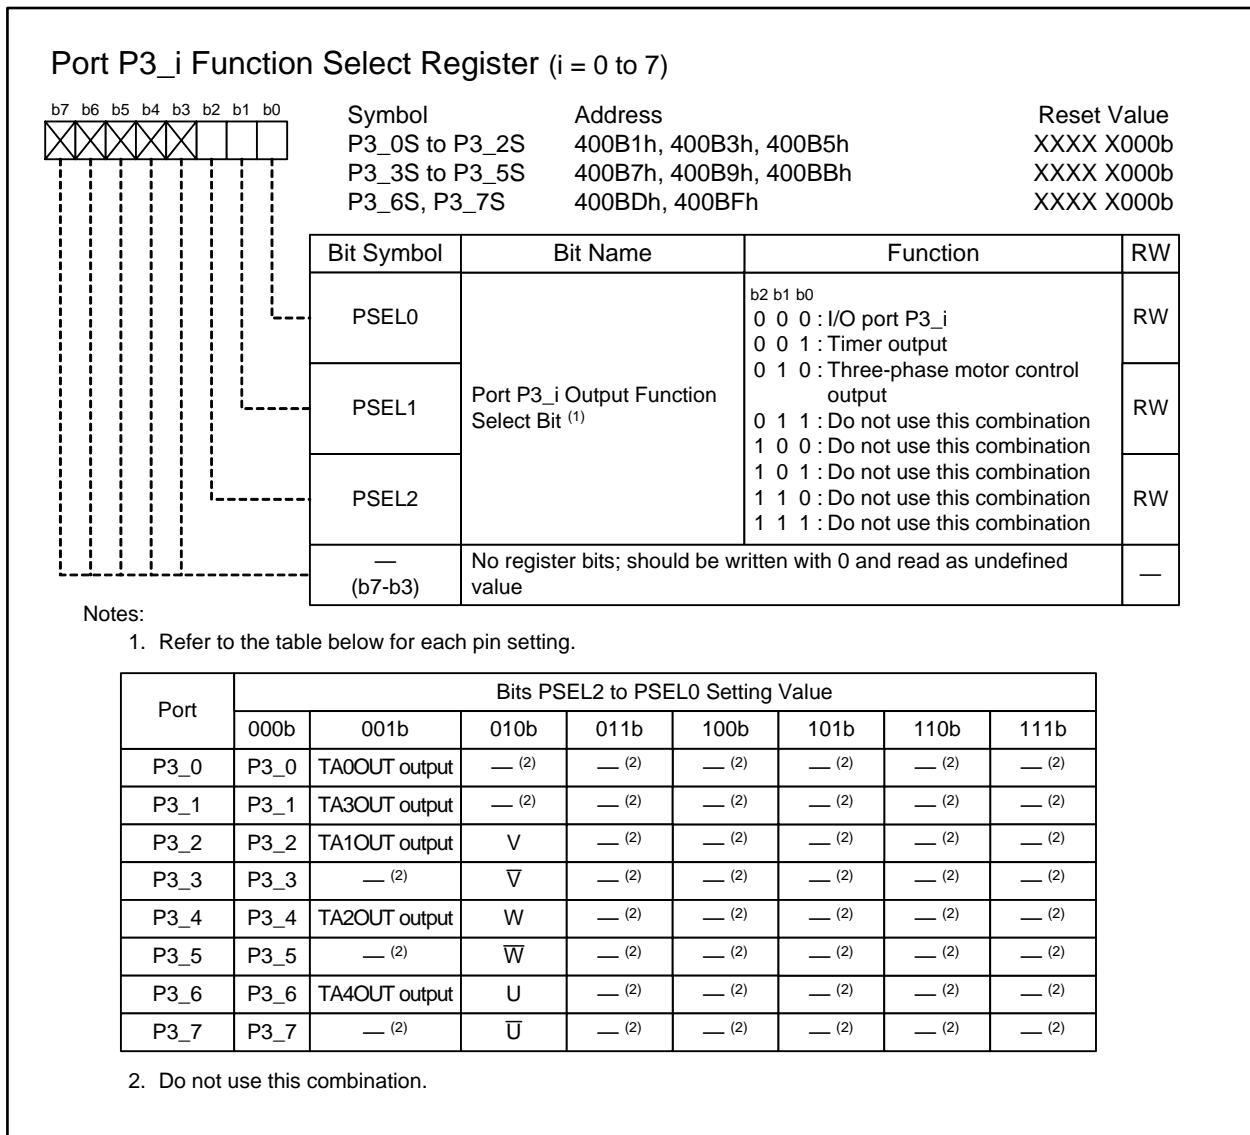 Port P3_i Function Select Register (i = 0 to 7)
b7 b6 b5 b4 b3 b2 b1 b0
Symbol Address Reset Value
P3_0S to P3_2S 400B1h, 400B3h, 400B5h XXXX X000b
P3_3S to P3_5S 400B7h, 400B9h, 400BBh XXXX X000b
P3_6S, P3_7S 400BDh, 400BFh XXXX X000b
Bit Symbol Bit Name Function RW
PSEL0 RW
PSEL1 RW
PSEL2 RW
Port P3_i Output Function
Select Bit (1)
b2 b1 b0
0 0 0 : I/O port P3_i
0 0 1 : Timer output
0 1 0 : Three-phase motor control
output
0 1 1 : Do not use this combination
1 0 0 : Do not use this combination
1 0 1 : Do not use this combination
1 1 0 : Do not use this combination
1 1 1 : Do not use this combination
—
(b7-b3)
No register bits; should be written with 0 and read as undefined
value
—
Notes:
1. Refer to the table below for each pin setting.
Port Bits PSEL2 to PSEL0 Setting Value
000b 001b 010b 011b 100b 101b 110b 111b
P3_0 P3_0 TA0OUT output — (2) — (2) — (2) — (2) — (2) — (2)
P3_1 P3_1 TA3OUT output — (2) — (2) — (2) — (2) — (2) — (2)
P3_2 P3_2 TA1OUT output V — (2) — (2) — (2) — (2) — (2)
P3_3 P3_3 — (2) V̅ — (2) — (2) — (2) — (2) — (2)
P3_4 P3_4 TA2OUT output W — (2) — (2) — (2) — (2) — (2)
P3_5 P3_5 — (2) W̅ — (2) — (2) — (2) — (2) — (2)
P3_6 P3_6 TA4OUT output U — (2) — (2) — (2) — (2) — (2)
P3_7 P3_7 — (2) U̅ — (2) — (2) — (2) — (2) — (2)
2. Do not use this combination.